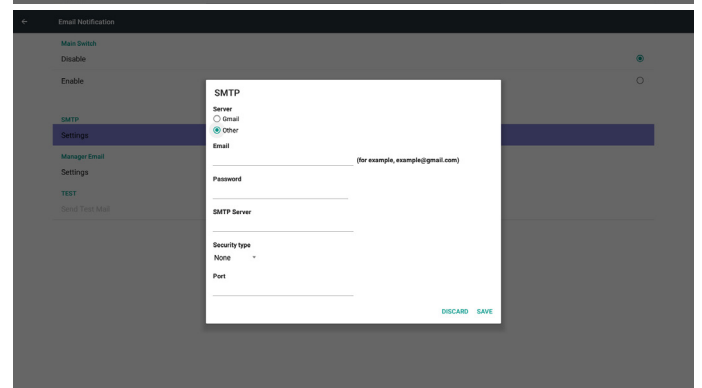 Email Notification
Main Switch
Disable
Enable
SMTP
Settings
Manager Email
Settings
TEST
Send Test Mail
SMTP
Server
Gmail
Other
Email
(for example, example@gmail.com)
Password
SMTP Server
Security type
None
Port
DISCARD SAVE